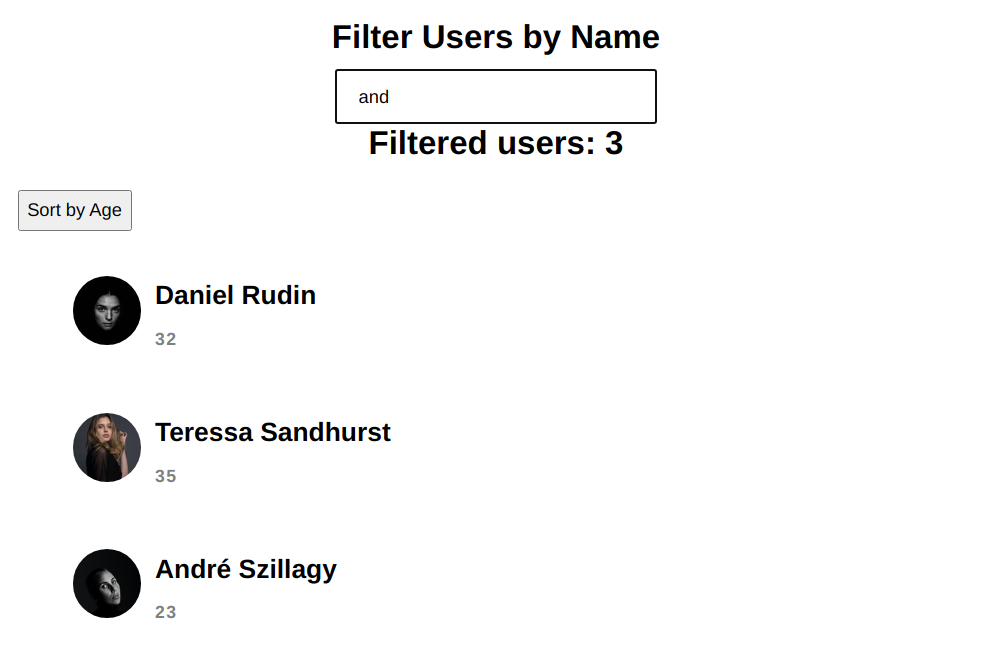 Filter Users by Name
and
Filtered users: 3
Sort by Age
Daniel Rudin
32
Teressa Sandhurst
35
André Szillagy
23